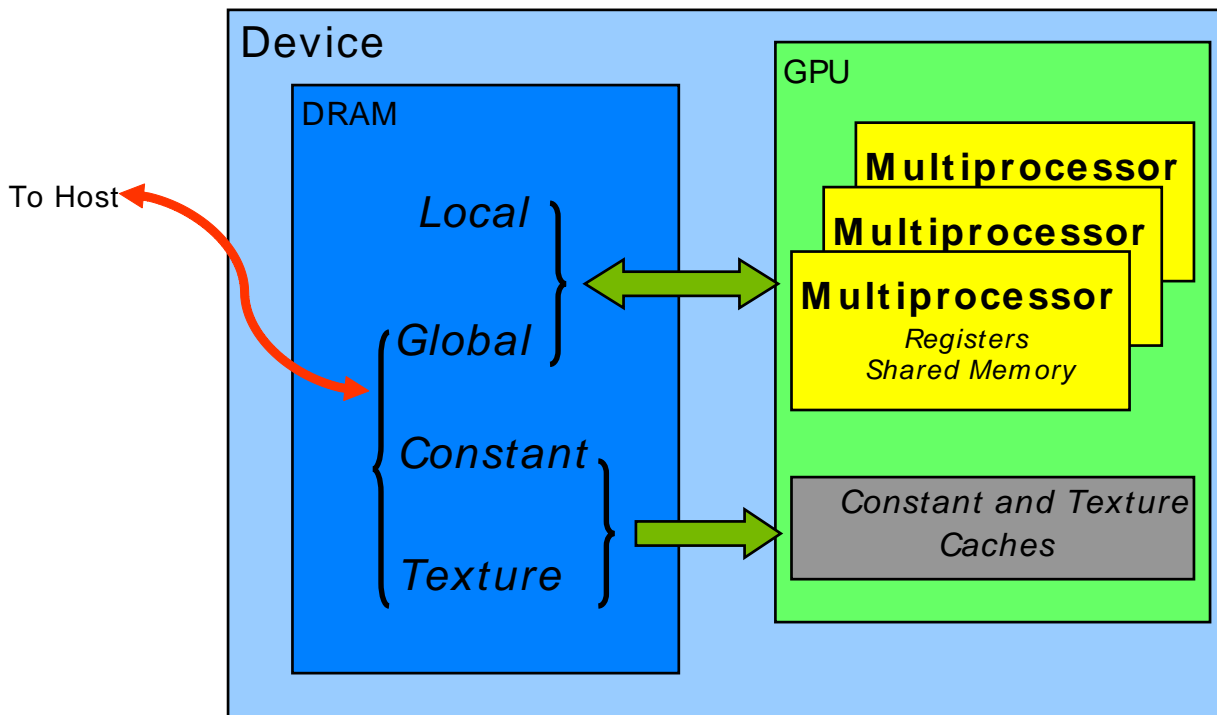 Device
GPU
DRAM
Multiprocessor
To Host
Local
Multiprocessor
Multiprocessor
Global
Registers
Shared Memory
Constant
Constant and Texture
Caches
Texture